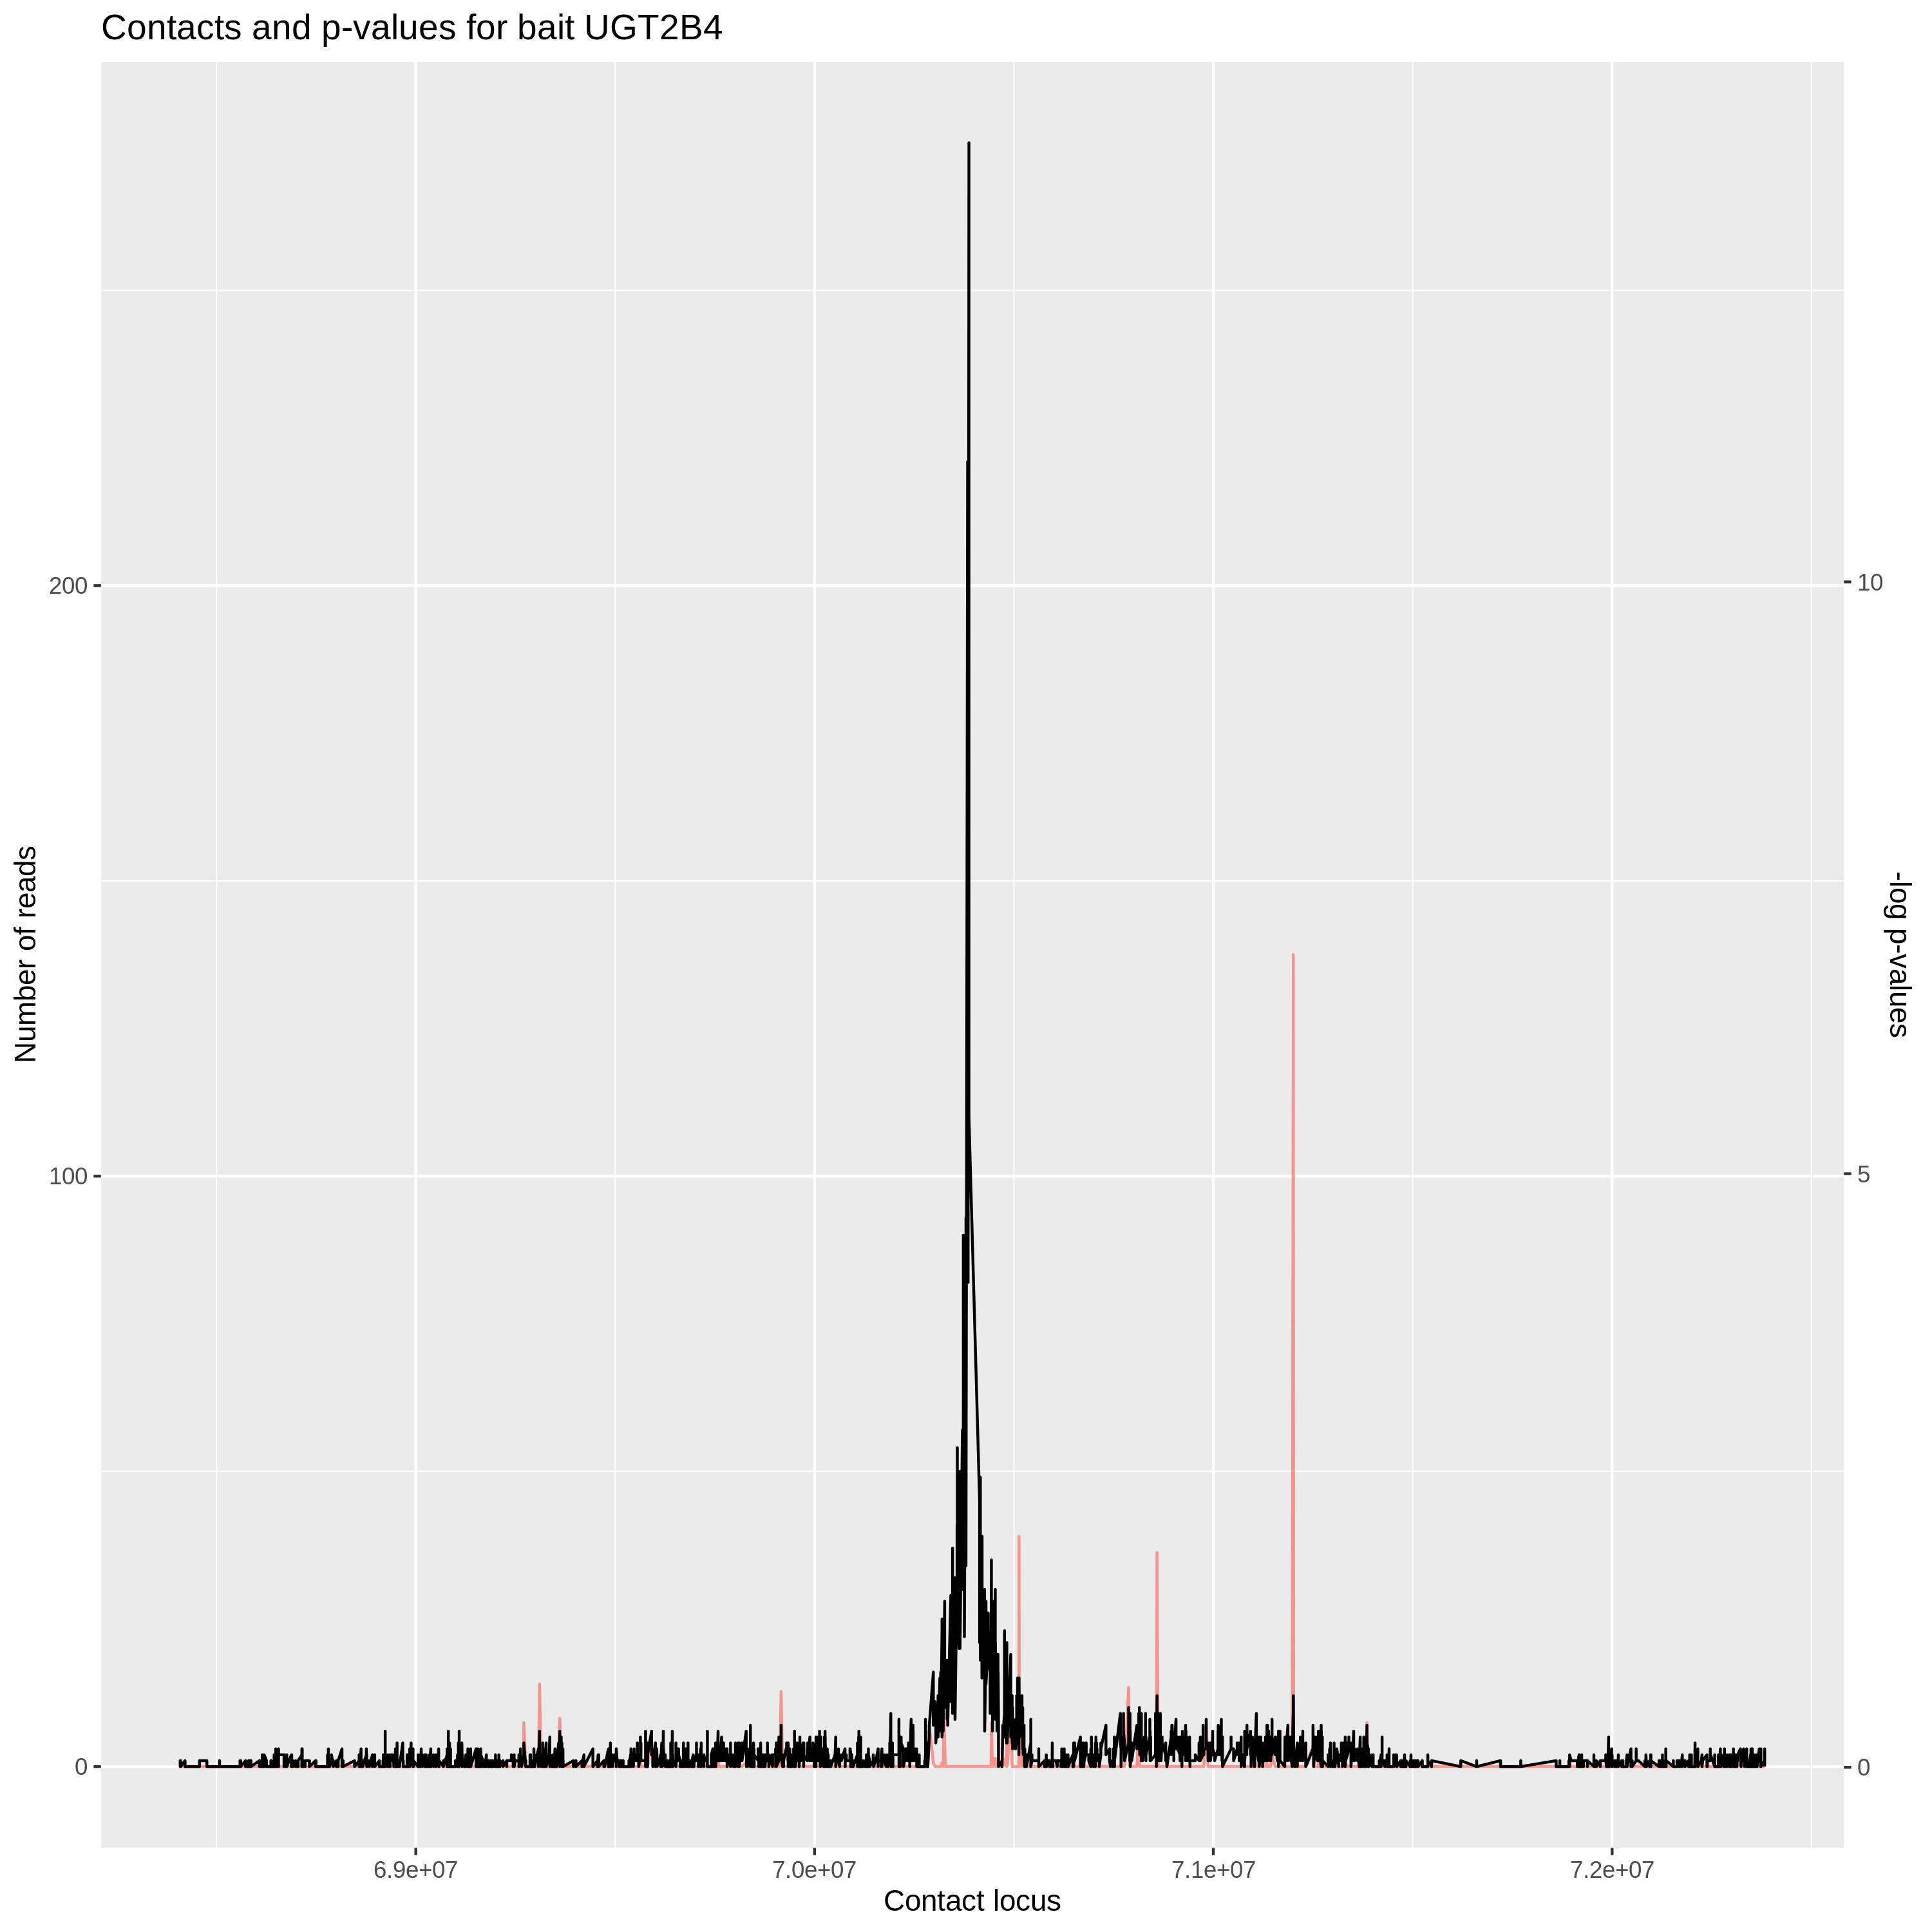 Contacts and p-values for bait UGT2B4
Number of reads
200
100
0
10
5
0
-log p-values
6.9e+07
7.0e+07
7.1e+07
7.2e+07
Contact locus